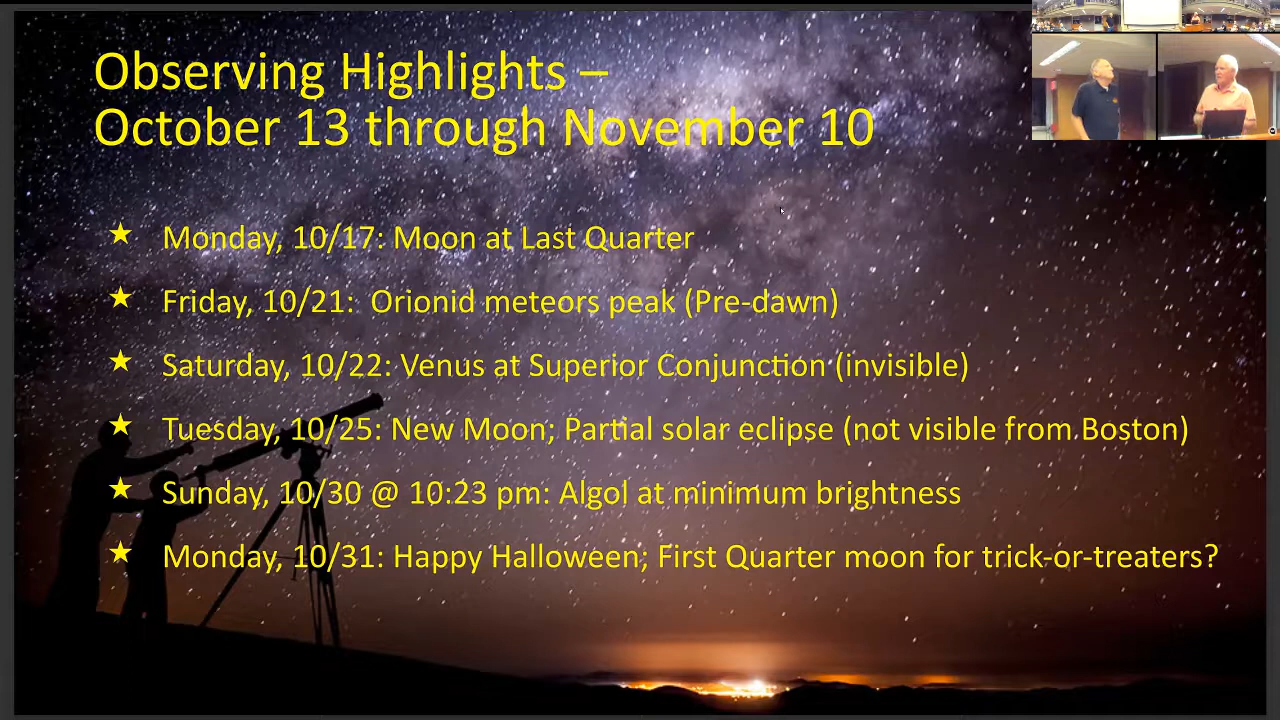 Observing Highlights –
October 13 through November 10
Monday, 10/17: Moon at Last Quarter
Friday, 10/21: Orionid meteors peak (Pre-dawn)
Saturday, 10/22: Venus at Superior Conjunction (invisible)
Tuesday, 10/25: New Moon; Partial solar eclipse (not visible from Boston)
Sunday, 10/30 @ 10:23 pm: Algol at minimum brightness
Monday, 10/31: Happy Halloween; First Quarter moon for trick-or-treaters?